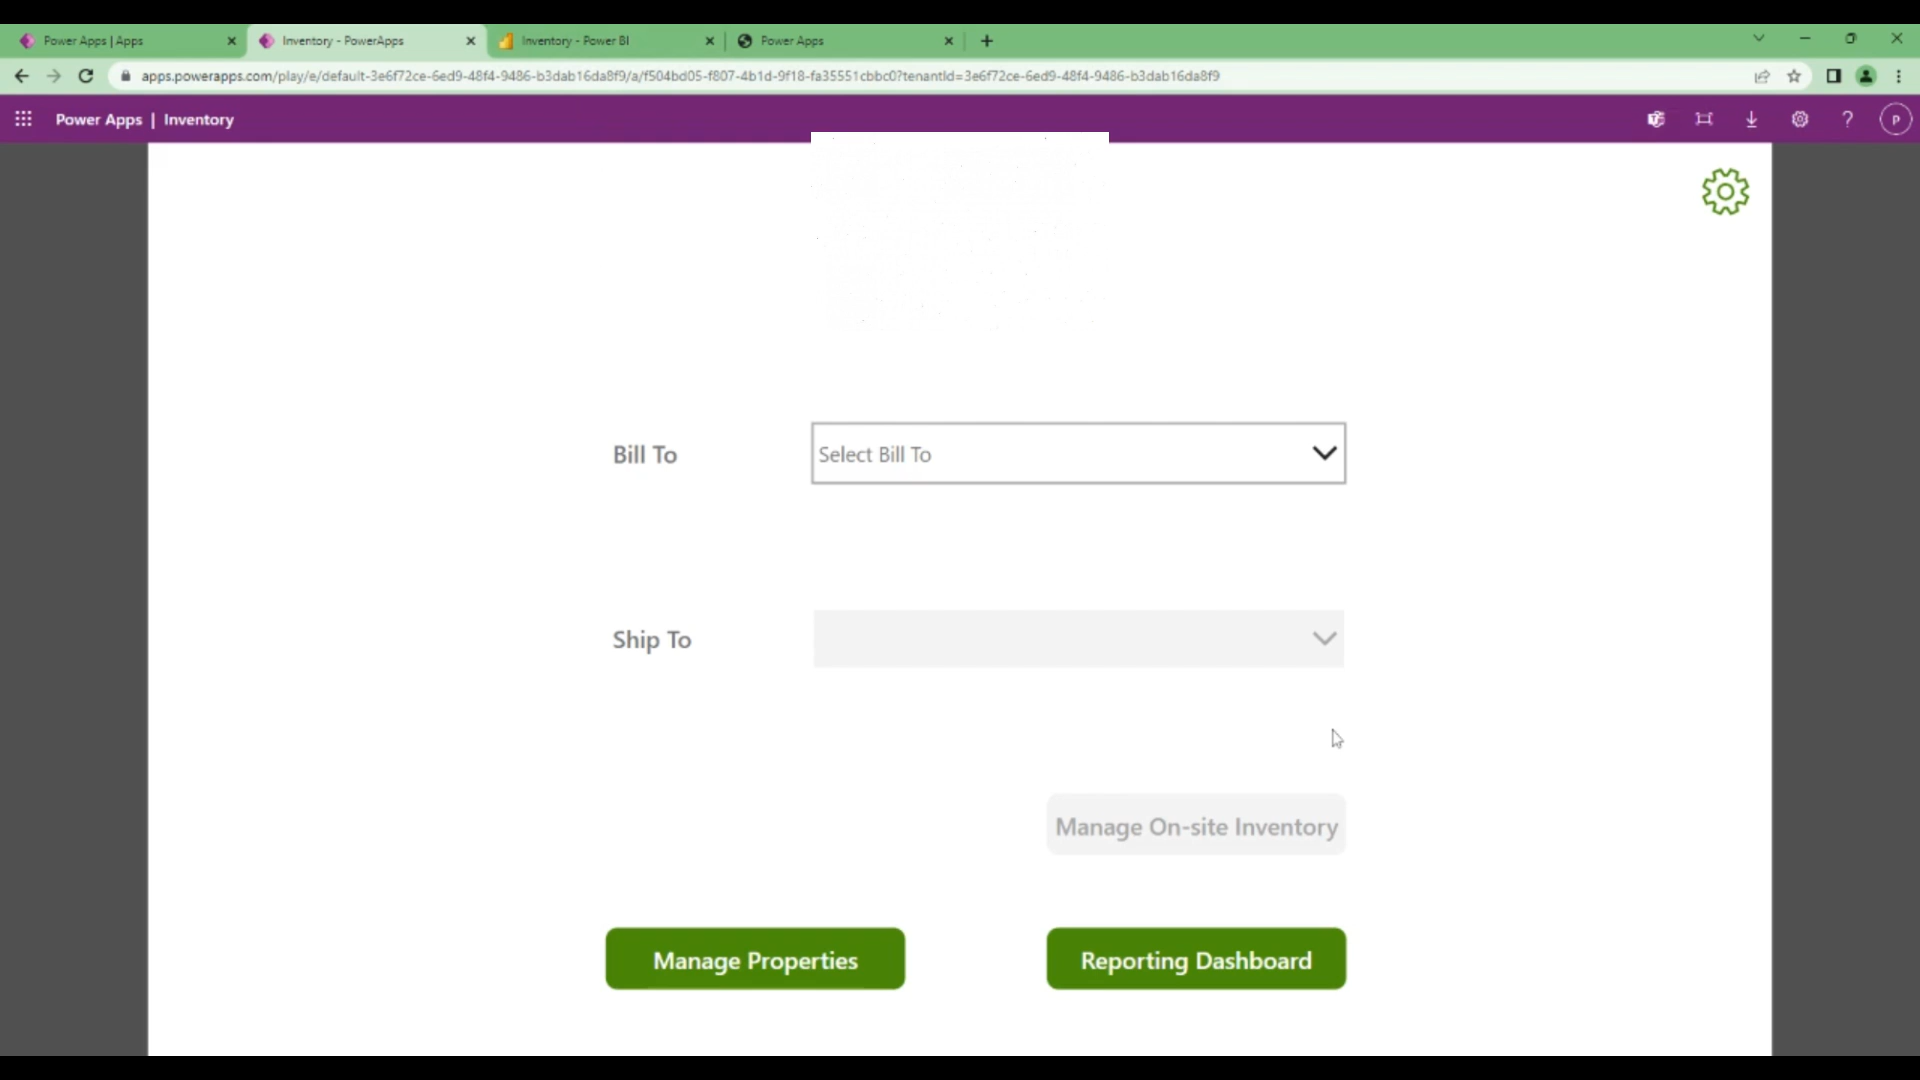 Power Apps | Apps
Inventory - PowerApps
Inventory - Power BI
Power Apps
apps.powerapps.com/play/e/default-3e6f72ce-6ed9-48f4-9486-b3dab16da8f9/a/f504bd05-f807-4b1d-9f18-fa35551cbbc0?tenantId=3e6f72ce-6ed9-48f4-9486-b3dab16da8f9
Power Apps | Inventory
P
Bill To
Select Bill To
Ship To
Manage On-site Inventory
Manage Properties
Reporting Dashboard